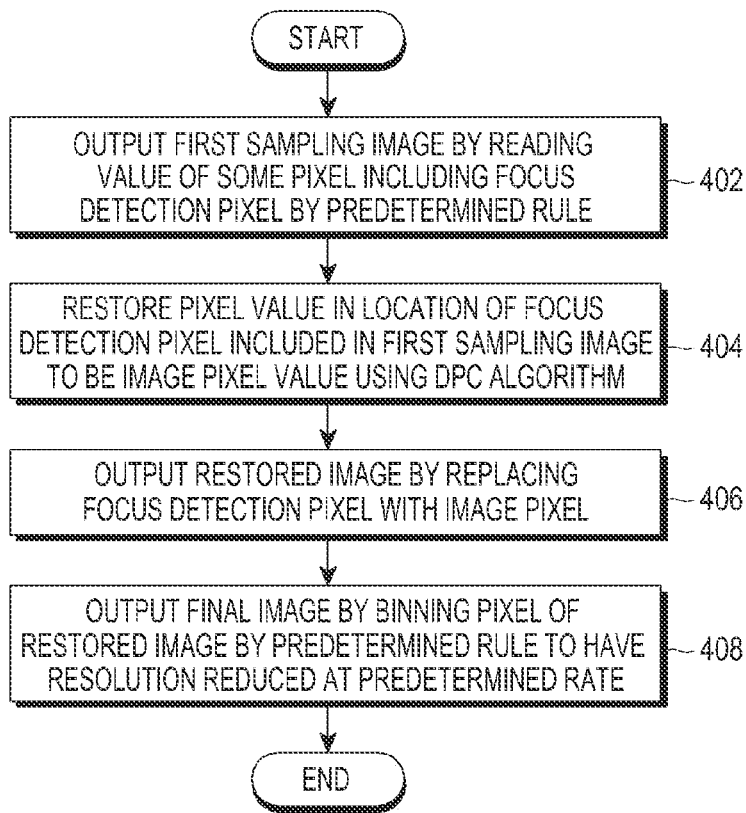 START
OUTPUT FIRST SAMPLING IMAGE BY READING
VALUE OF SOME PIXEL INCLUDING FOCUS
DETECTION PIXEL BY PREDETERMINED RULE
402
RESTORE PIXEL VALUE IN LOCATION OF FOCUS
DETECTION PIXEL INCLUDED IN FIRST SAMPLING IMAGE
TO BE IMAGE PIXEL VALUE USING DPC ALGORITHM
404
OUTPUT RESTORED IMAGE BY REPLACING
FOCUS DETECTION PIXEL WITH IMAGE PIXEL
406
OUTPUT FINAL IMAGE BY BINNING PIXEL OF
RESTORED IMAGE BY PREDETERMINED RULE TO HAVE
RESOLUTION REDUCED AT PREDETERMINED RATE
408
END